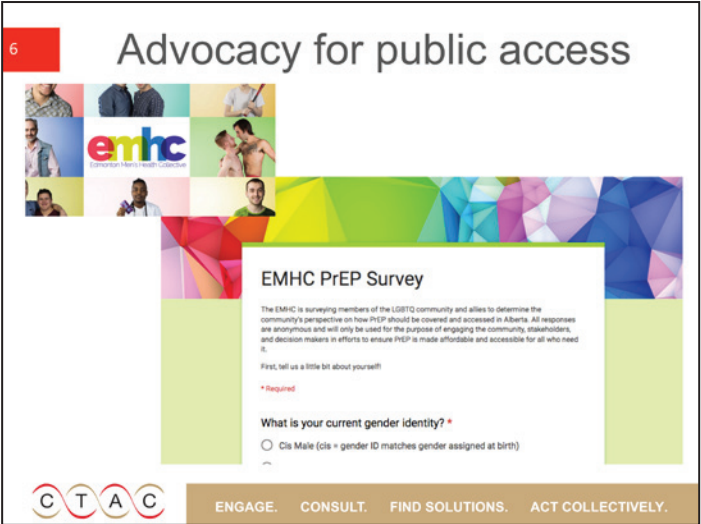 6
Advocacy for public access
emhc
Edmonton Men's Health Collective
EMHC PrEP Survey
The EMHC is surveying members of the LGBTQ community and allies to determine the
community's perspective on how PrEP should be covered and accessed in Alberta. All responses
are anonymous and will only be used for the purpose of engaging the community, stakeholders,
and decision makers in efforts to ensure PrEP is made affordable and accessible for all who need
it.
First, tell us a little bit about yourself!
* Required
What is your current gender identity? *
Cis Male (cis = gender ID matches gender assigned at birth)
CTAC
ENGAGE. CONSULT. FIND SOLUTIONS. ACT COLLECTIVELY.